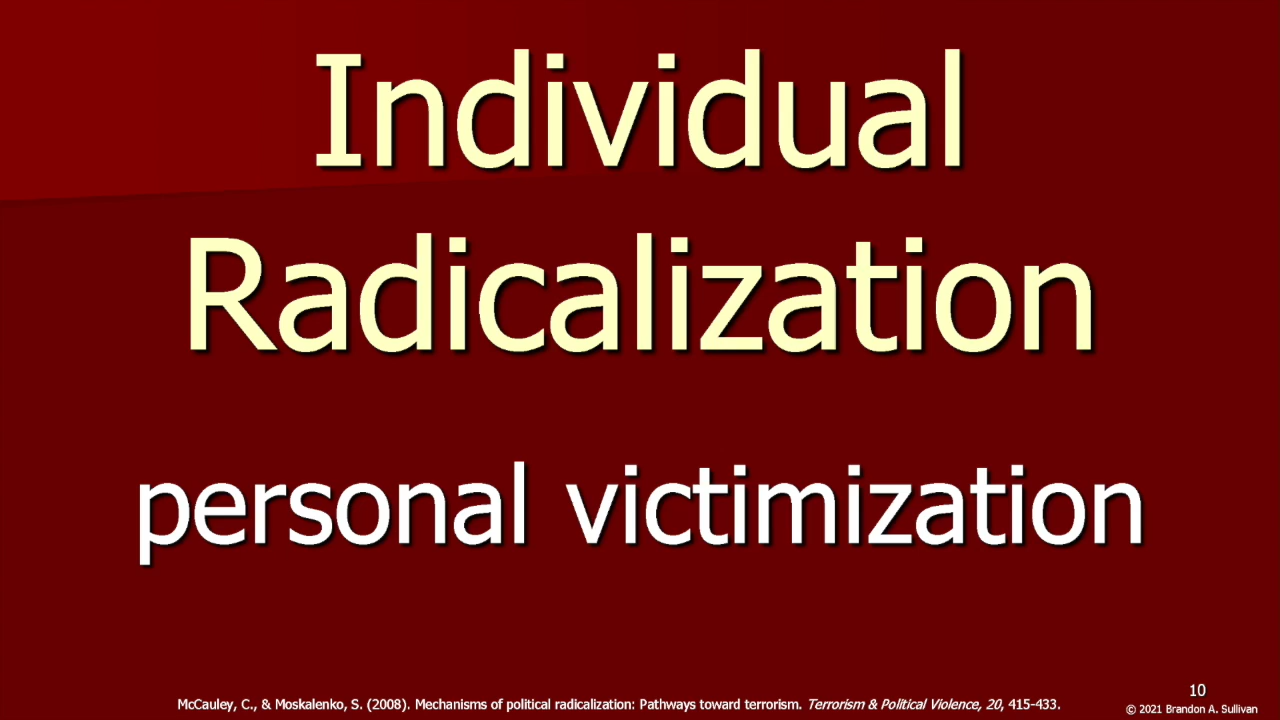 Individual
Radicalization
personal victimization
10
McCauley, C., & Moskalenko, S. (2008). Mechanisms of political radicalization: Pathways toward terrorism. Terrorism & Political Violence, 20, 415-433.
© 2021 Brandon A. Sullivan